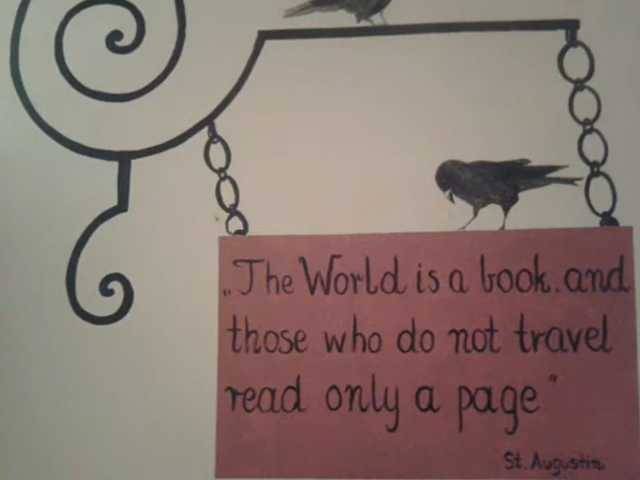 „The World is a book. and
those who do not travel
read only a page“
St. Augustin